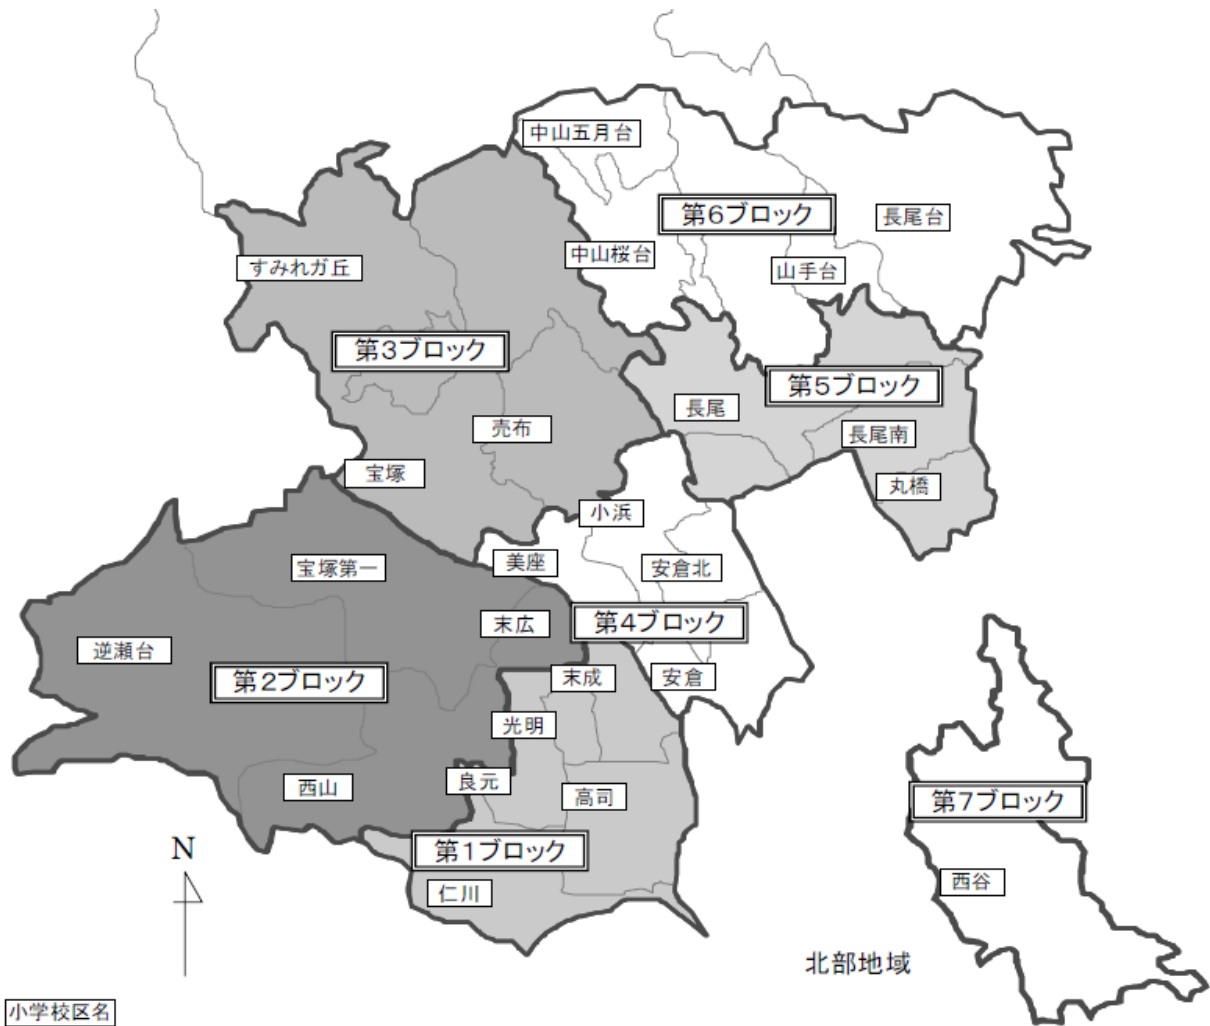 中山五月台
第6ブロック
長尾台
中山桜台
すみれガ丘
山手台
第3ブロック
第5ブロック
長尾
売布
長尾南
宝塚
丸橋
小浜
美座
宝塚第一
安倉北
末広
第4ブロック
逆瀬台
第2ブロック
末成
安倉
光明
良元
西山
高司
第7ブロック
N
第1ブロック
仁川
西谷
北部地域
小学校区名